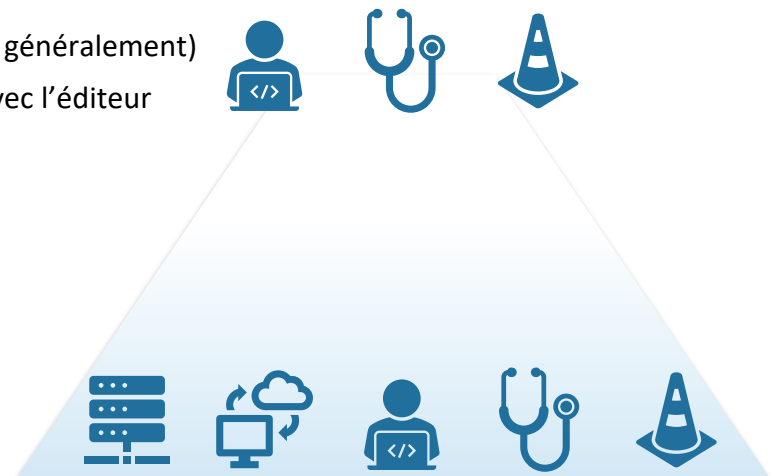 généralement)
vec l’éditeur
</>
</>